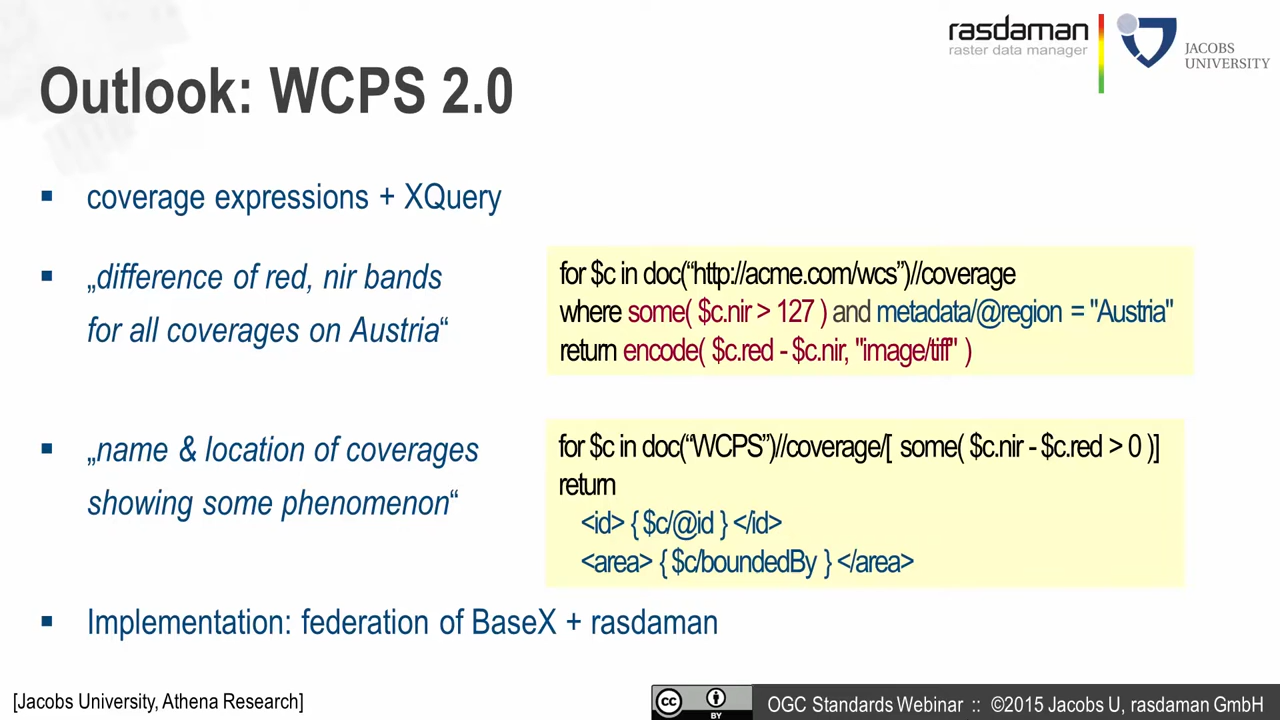 rasdaman
raster data manager
JACOBS
UNIVERSITY
Outlook: WCPS 2.0
▪ coverage expressions + XQuery
▪ „difference of red, nir bands
for all coverages on Austria“
for $c in doc(“http://acme.com/wcs”)//coverage
where some( $c.nir > 127 ) and metadata/@region = "Austria"
return encode( $c.red - $c.nir, "image/tiff" )
▪ „name & location of coverages
showing some phenomenon“
for $c in doc(“WCPS”)//coverage/[ some( $c.nir - $c.red > 0 )]
return
<id> { $c/@id } </id>
<area> { $c/boundedBy } </area>
▪ Implementation: federation of BaseX + rasdaman
[Jacobs University, Athena Research]
cc
BY
OGC Standards Webinar :: ©2015 Jacobs U, rasdaman GmbH